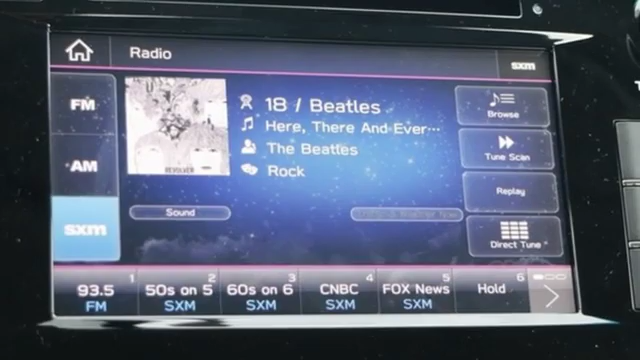 Radio
sxm
FM
AM
sxm
REVOLVER
18 / Beatles
Here, There And Ever...
The Beatles
Rock
Sound
Browse
Tune Scan
Replay
Direct Tune
1
93.5
FM
2
50s on 5
SXM
3
60s on 6
SXM
4
CNBC
SXM
5
FOX News
SXM
6
Hold